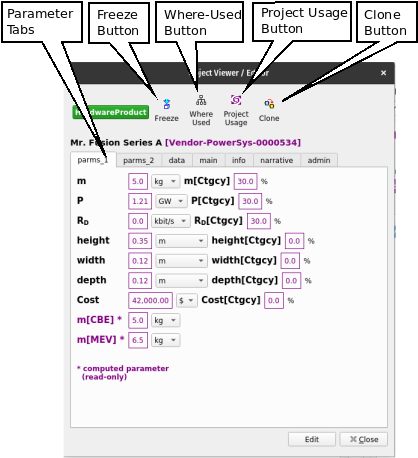 Parameter Tabs
Freeze Button
Where-Used Button
Project Usage Button
Clone Button
ject Viewer / Editor
HardwareProduct
Freeze
Where Used
Project Usage
Clone
Mr. Fusion Series A [Vendor-PowerSys-0000534]
parms_1 parms_2 data main info narrative admin
m 5.0 kg m[Ctgcy] 30.0 %
P 1.21 GW P[Ctgcy] 30.0 %
RD 0.0 kbit/s RD[Ctgcy] 30.0 %
height 0.35 m height[Ctgcy] 0.0 %
width 0.12 m width[Ctgcy] 0.0 %
depth 0.12 m depth[Ctgcy] 0.0 %
Cost 42,000.00 $ Cost[Ctgcy] 0.0 %
m[CBE] * 5.0 kg
m[MEV] * 6.5 kg
* computed parameter
(read-only)
Edit Close